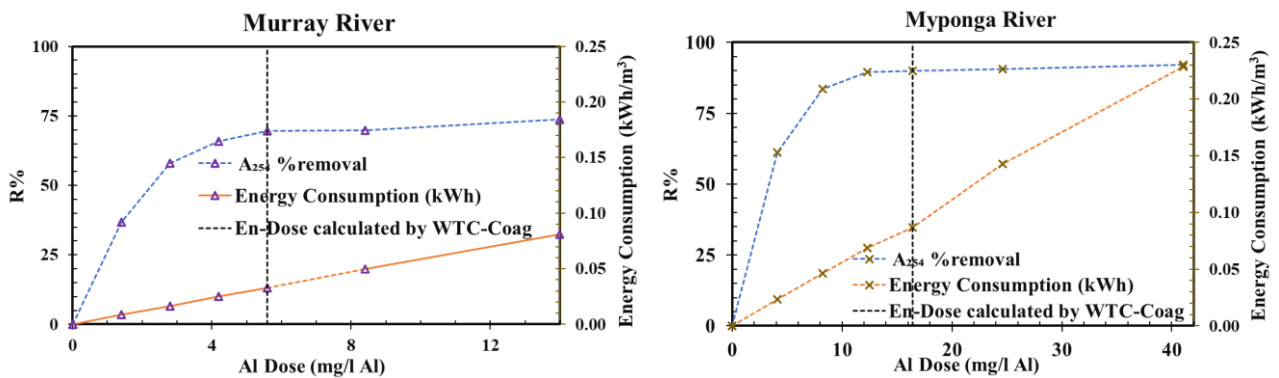 Murray River
100
75
50
25
0
R%
0
4
8
12
Al Dose (mg/l Al)
0.25
0.20
0.15
0.10
0.05
0.00
Energy Consumption (kWh/m³)
A₂₅₄ %removal
Energy Consumption (kWh)
En-Dose calculated by WTC-Coag
Myponga River
100
75
50
25
0
R%
0
10
20
30
40
Al Dose (mg/l Al)
0.25
0.20
0.15
0.10
0.05
0.00
Energy Consumption (kWh/m³)
A₂₅₄ %removal
Energy Consumption (kWh)
En-Dose calculated by WTC-Coag